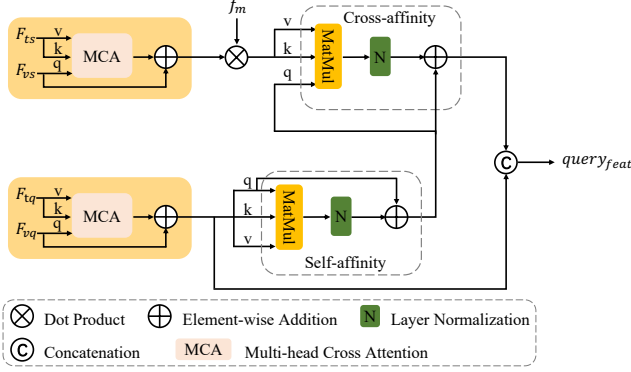 f_m
Cross-affinity
F_ts v
k
F_vs q
MCA
v
k
q
MatMul
N
C
query_feat
F_tq v
k
F_vq q
MCA
q
k
v
MatMul
N
Self-affinity
Dot Product
Element-wise Addition
N Layer Normalization
C Concatenation
MCA Multi-head Cross Attention